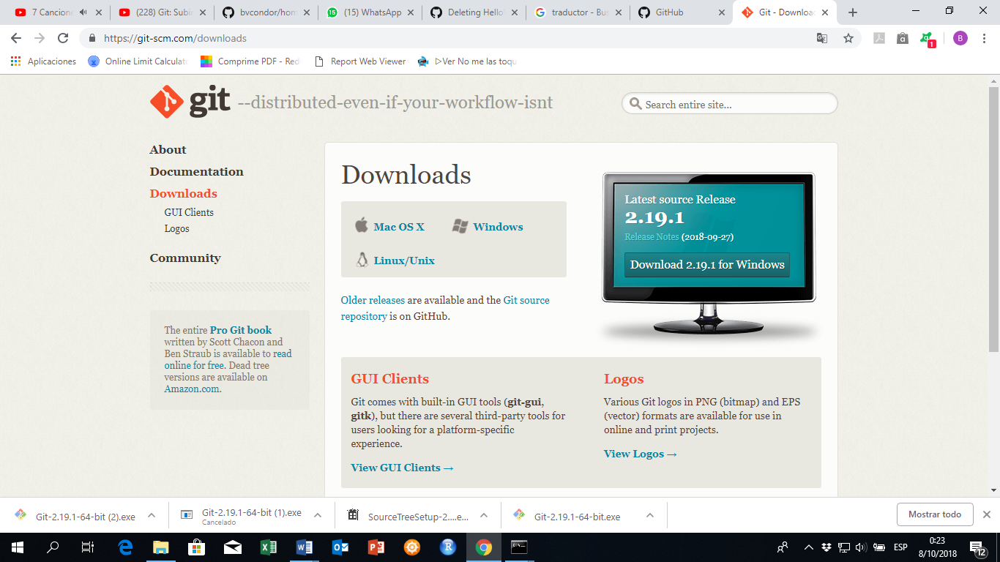 7 Cancione
(228) Git: Subir
bvcondor/hom
(15) WhatsApp
Deleting Hello
traductor - Bus
GitHub
Git - Download
https://git-scm.com/downloads
B
1
Aplicaciones
Online Limit Calculat
Comprime PDF - Red
Report Web Viewer
▷Ver No me las toqu
git --distributed-even-if-your-workflow-isnt
Search entire site...
About
Documentation
Downloads
GUI Clients
Logos
Community
The entire Pro Git book
written by Scott Chacon and
Ben Straub is available to read
online for free. Dead tree
versions are available on
Amazon.com.
Downloads
Mac OS X
Windows
Linux/Unix
Older releases are available and the Git source
repository is on GitHub.
Latest source Release
2.19.1
Release Notes (2018-09-27)
Download 2.19.1 for Windows
GUI Clients
Git comes with built-in GUI tools (git-gui,
gitk), but there are several third-party tools for
users looking for a platform-specific
experience.
View GUI Clients →
Logos
Various Git logos in PNG (bitmap) and EPS
(vector) formats are available for use in
online and print projects.
View Logos →
Git-2.19.1-64-bit (2).exe
Git-2.19.1-64-bit (1).exe
Cancelado
SourceTreeSetup-2....e...
Git-2.19.1-64-bit.exe
Mostrar todo
ESP
0:23
8/10/2018
12